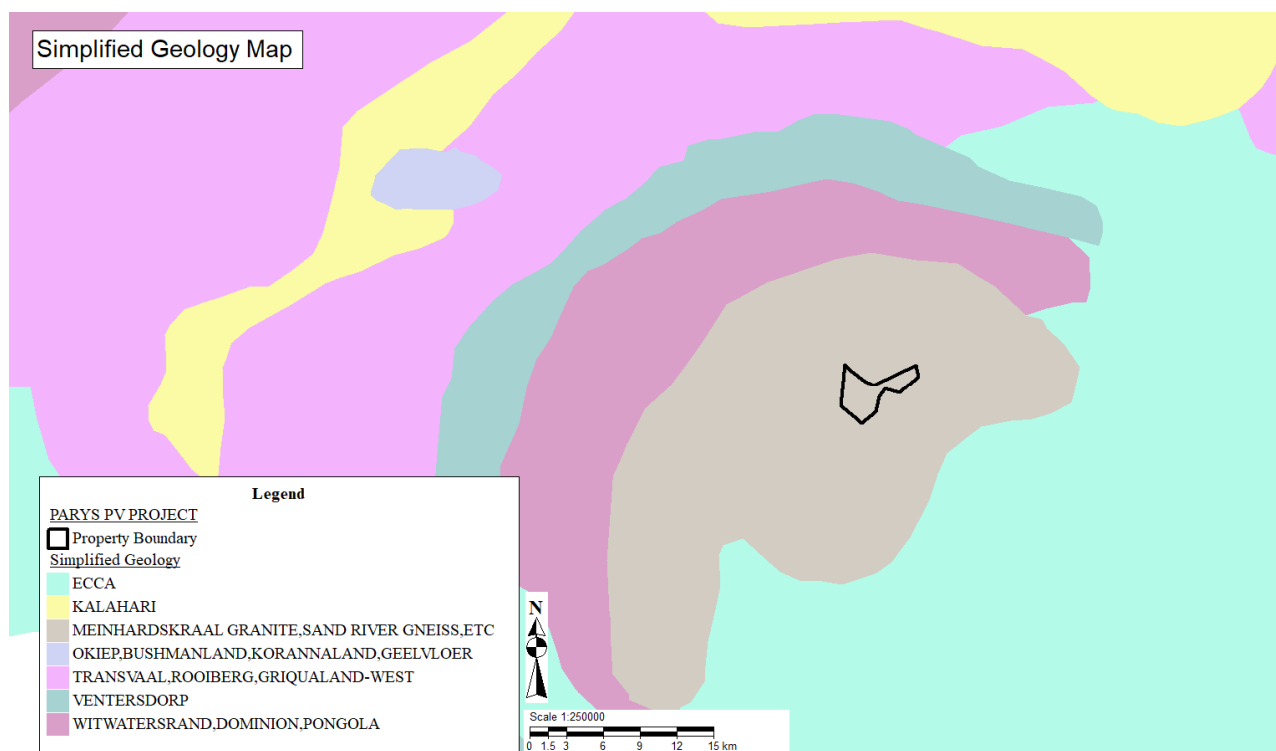 Simplified Geology Map
Legend
PARYS PV PROJECT
Property Boundary
Simplified Geology
ECCA
KALAHARI
MEINHARDSKRAAL GRANITE,SAND RIVER GNEISS,ETC
OKIEP,BUSHMANLAND,KORANNALAND,GEELVLOER
TRANSVAAL,ROOIBERG,GRIQUALAND-WEST
VENTERSDORP
WITWATERSRAND,DOMINION,PONGOLA
N
Scale 1:250000
0 1.5 3 6 9 12 15 km